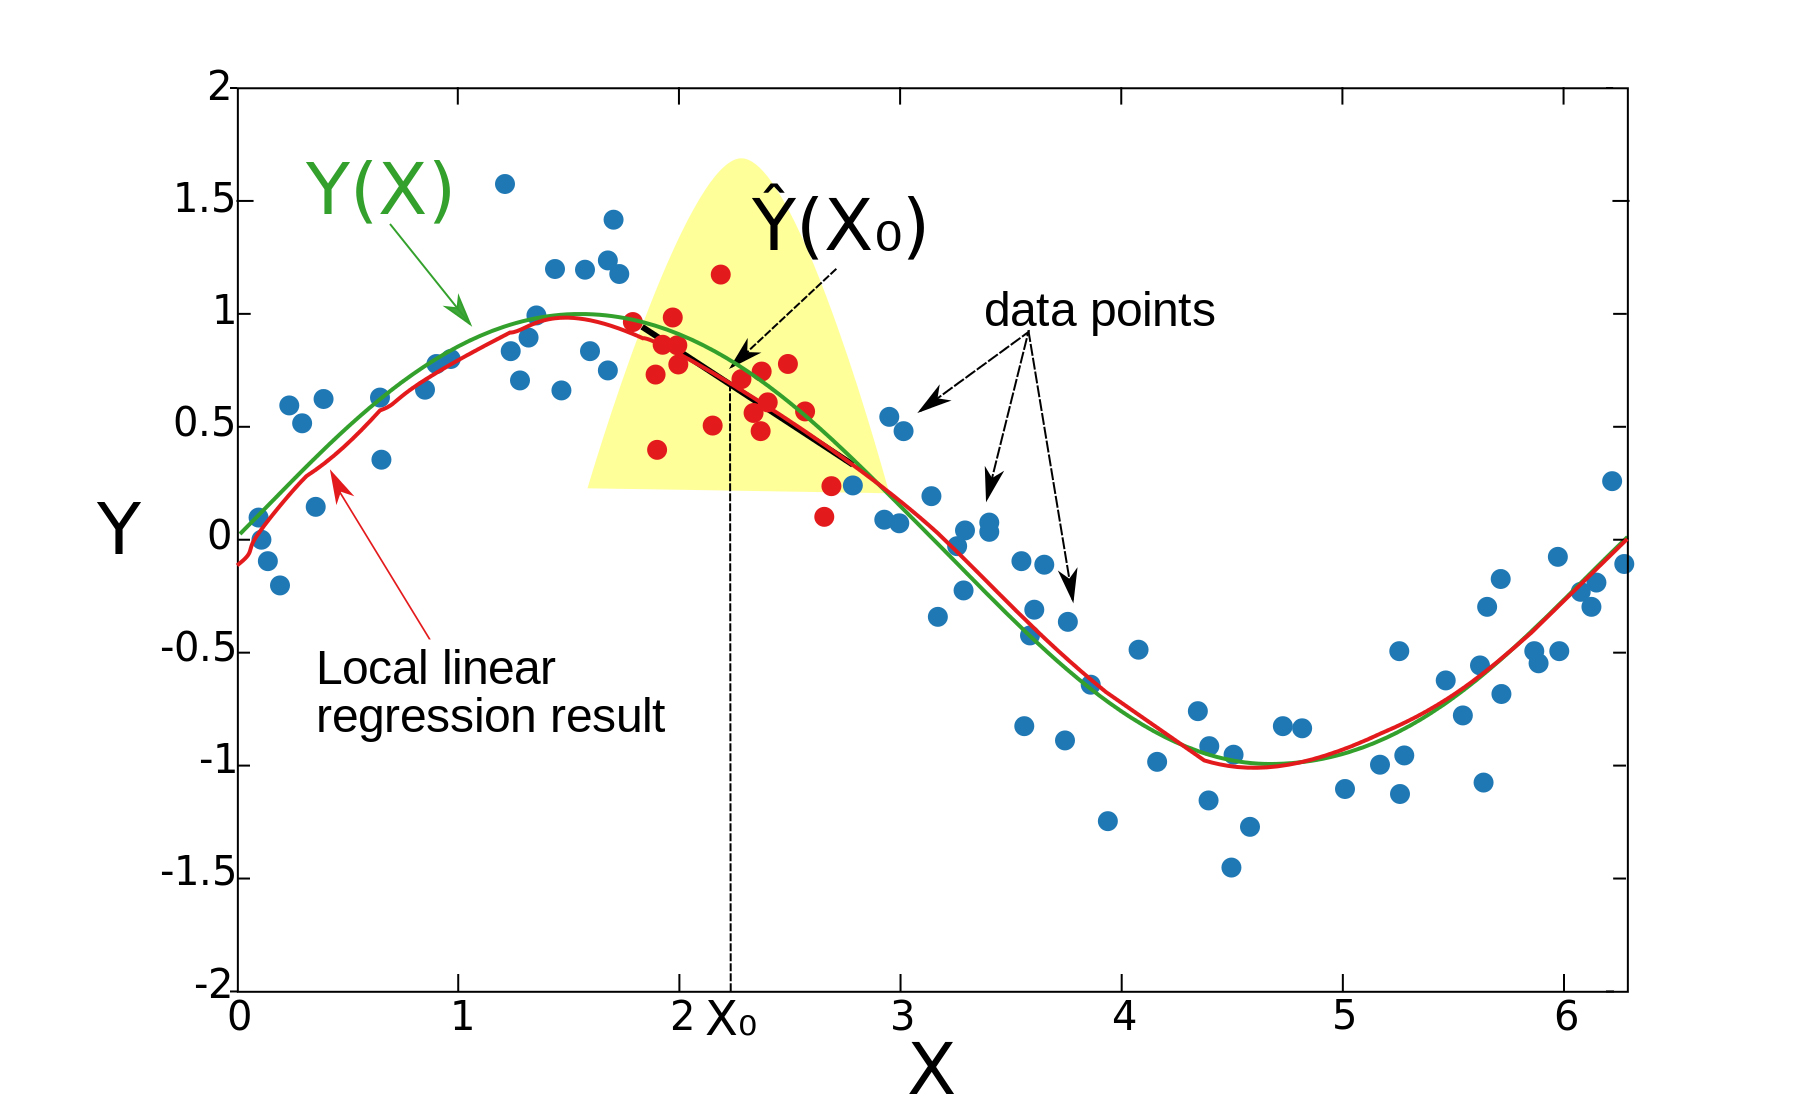 2
1.5
1
0.5
0
-0.5
-1
-1.5
-2
Y
Y(X)
Ŷ(X₀)
data points
Local linear
regression result
0 1 2 X₀ 3 4 5 6
X